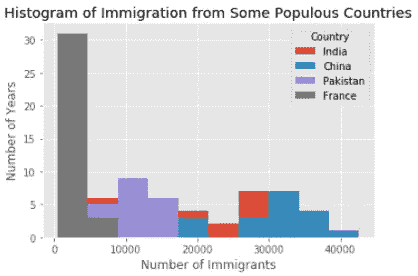 Histogram of Immigration from Some Populous Countries
Number of Years
30
25
20
15
10
5
0
Country
India
China
Pakistan
France
0
10000
20000
30000
40000
Number of Immigrants